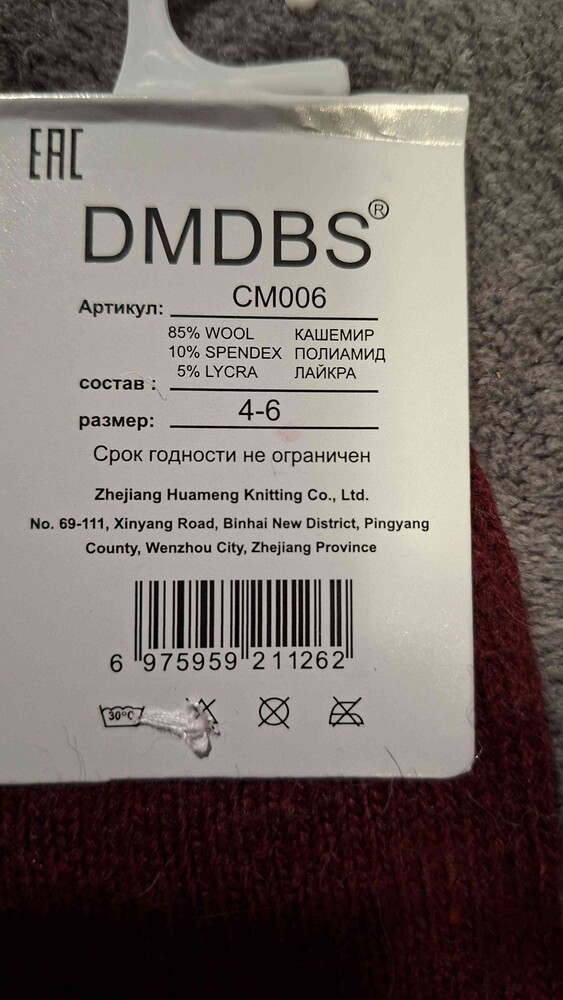 EAC
DMDBS®
Артикул: CM006
85% WOOL КАШЕМИР
10% SPENDEX ПОЛИАМИД
5% LYCRA ЛАЙКРА
состав :
размер: 4-6
Срок годности не ограничен
Zhejiang Huameng Knitting Co., Ltd.
No. 69-111, Xinyang Road, Binhai New District, Pingyang
County, Wenzhou City, Zhejiang Province
6 975959 211262
30°C